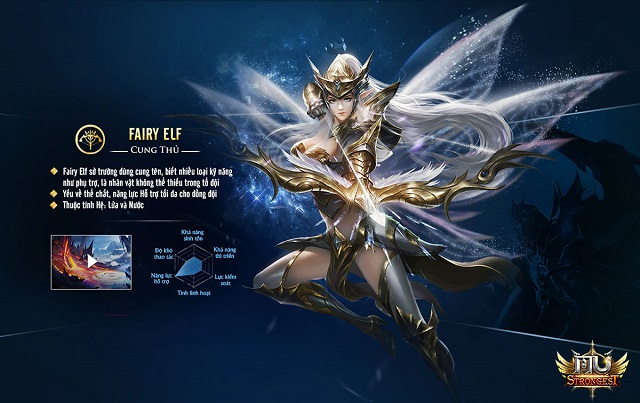 FAIRY ELF
CUNG THỦ
Fairy Elf sở trường dùng cung tên, biết nhiều loại kỹ năng
như phụ trợ, là nhân vật không thể thiếu trong tổ đội
Yếu về thể chất, năng lực Hỗ trợ tối đa cho đồng đội
Thuộc tính Hệ: Lửa và Nước
Khả năng
sinh tồn
Độ khó
thao tác
Khả năng
thi triển
Năng lực
hỗ trợ
Lực kiểm
soát
Tính linh hoạt
MU
STRONGEST